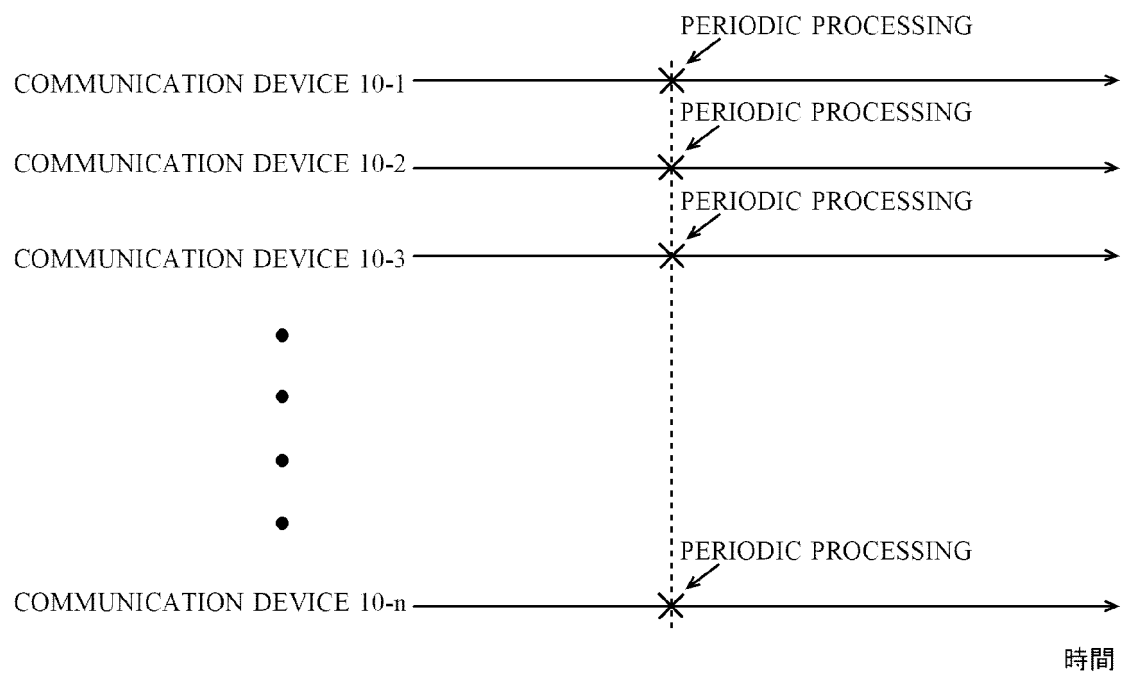 PERIODIC PROCESSING
COMMUNICATION DEVICE 10-1
PERIODIC PROCESSING
COMMUNICATION DEVICE 10-2
PERIODIC PROCESSING
COMMUNICATION DEVICE 10-3
PERIODIC PROCESSING
COMMUNICATION DEVICE 10-n
時間